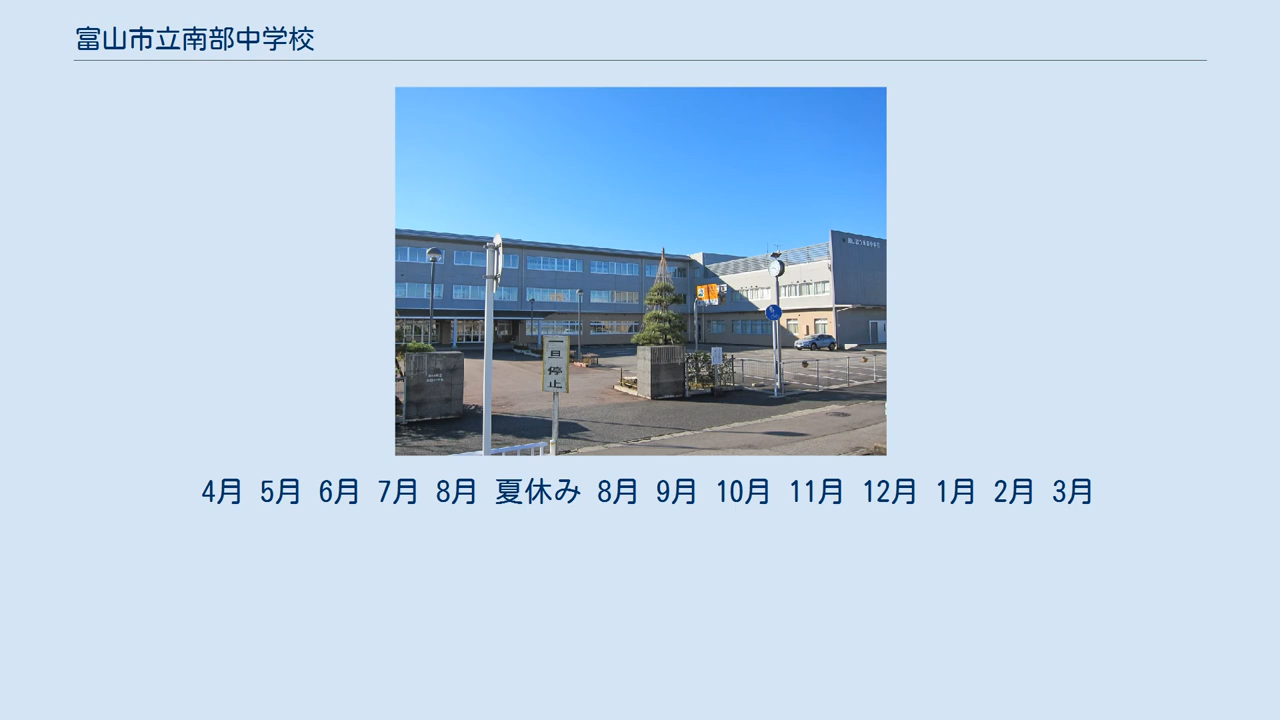 富山市立南部中学校
一旦停止
4月 5月 6月 7月 8月 夏休み 8月 9月 10月 11月 12月 1月 2月 3月